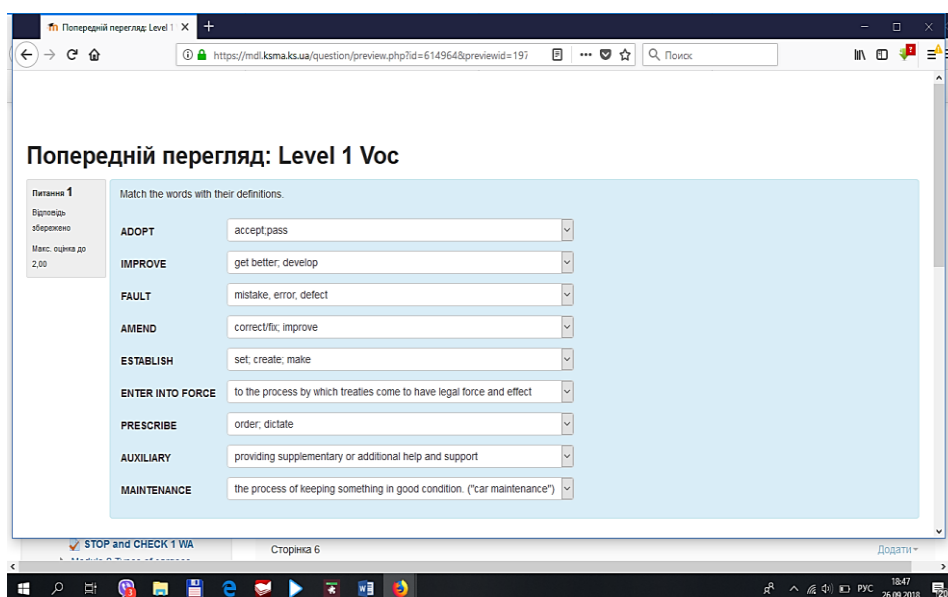 Попередній перегляд: Level 1
https://mdl.ksma.ks.ua/question/preview.php?id=614964&previewid=197
Поиск
Попередній перегляд: Level 1 Voc
Питання 1
Відповідь
збережено
Макс. оцінка до
2,00
Match the words with their definitions.
ADOPT accept;pass
IMPROVE get better; develop
FAULT mistake, error, defect
AMEND correct/fix; improve
ESTABLISH set; create; make
ENTER INTO FORCE to the process by which treaties come to have legal force and effect
PRESCRIBE order; dictate
AUXILIARY providing supplementary or additional help and support
MAINTENANCE the process of keeping something in good condition. ("car maintenance")
STOP and CHECK 1 WA
Сторінка 6
Додати
РУС
18:47
26.09.2018